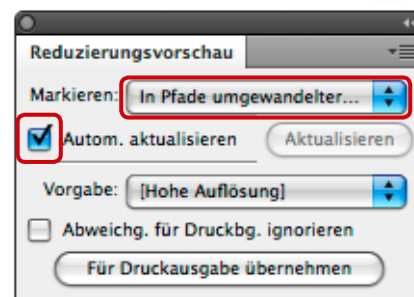 Reduzierungsvorschau
Markieren: In Pfade umgewandelter...
Autom. aktualisieren Aktualisieren
Vorgabe: [Hohe Auflösung]
Abweichg. für Druckbg. ignorieren
Für Druckausgabe übernehmen